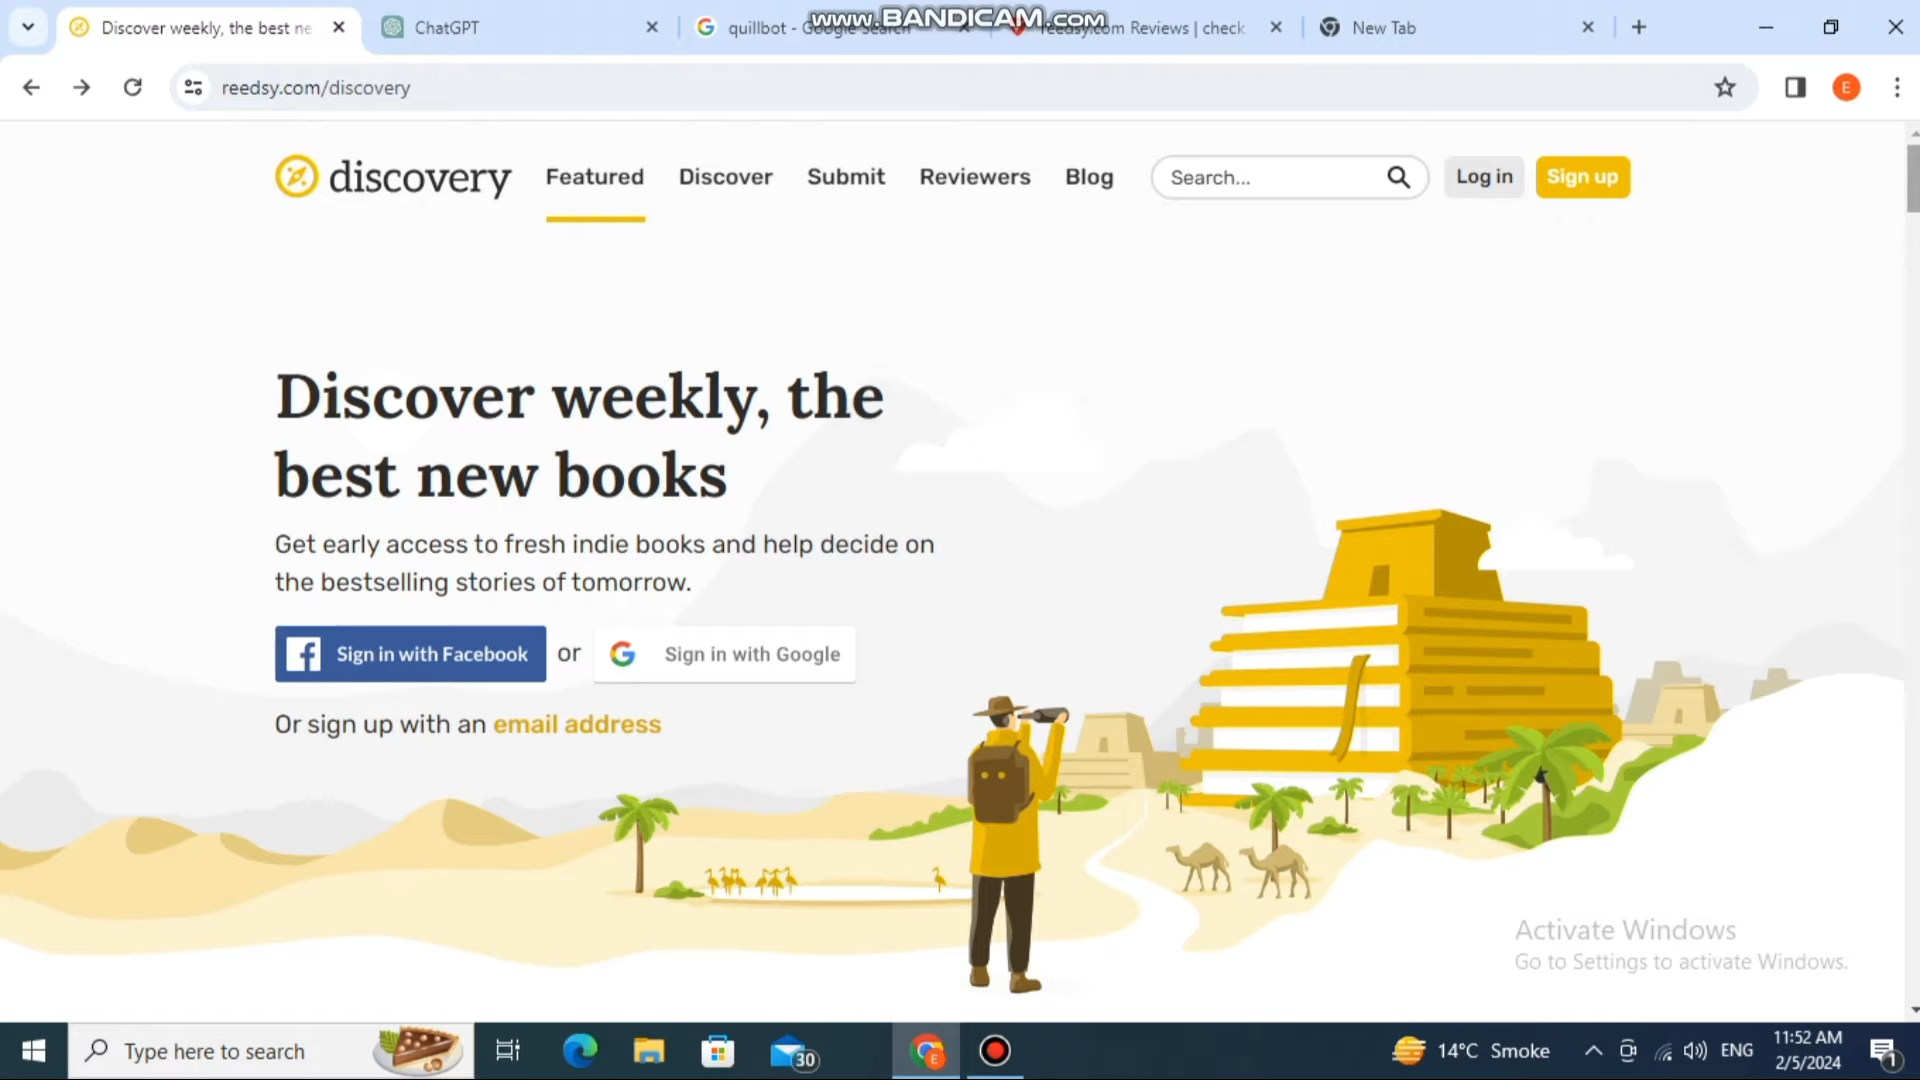 Discover weekly, the best ne
ChatGPT
quillbot - Google Search
www.BANDICAM.com
reedsy.com Reviews | check
New Tab
reedsy.com/discovery
E
discovery
Featured
Discover
Submit
Reviewers
Blog
Search...
Log in
Sign up
Discover weekly, the
best new books
Get early access to fresh indie books and help decide on
the bestselling stories of tomorrow.
Sign in with Facebook
or
Sign in with Google
Or sign up with an email address
Activate Windows
Go to Settings to activate Windows.
Type here to search
30
E
14°C Smoke
ENG
11:52 AM
2/5/2024
1